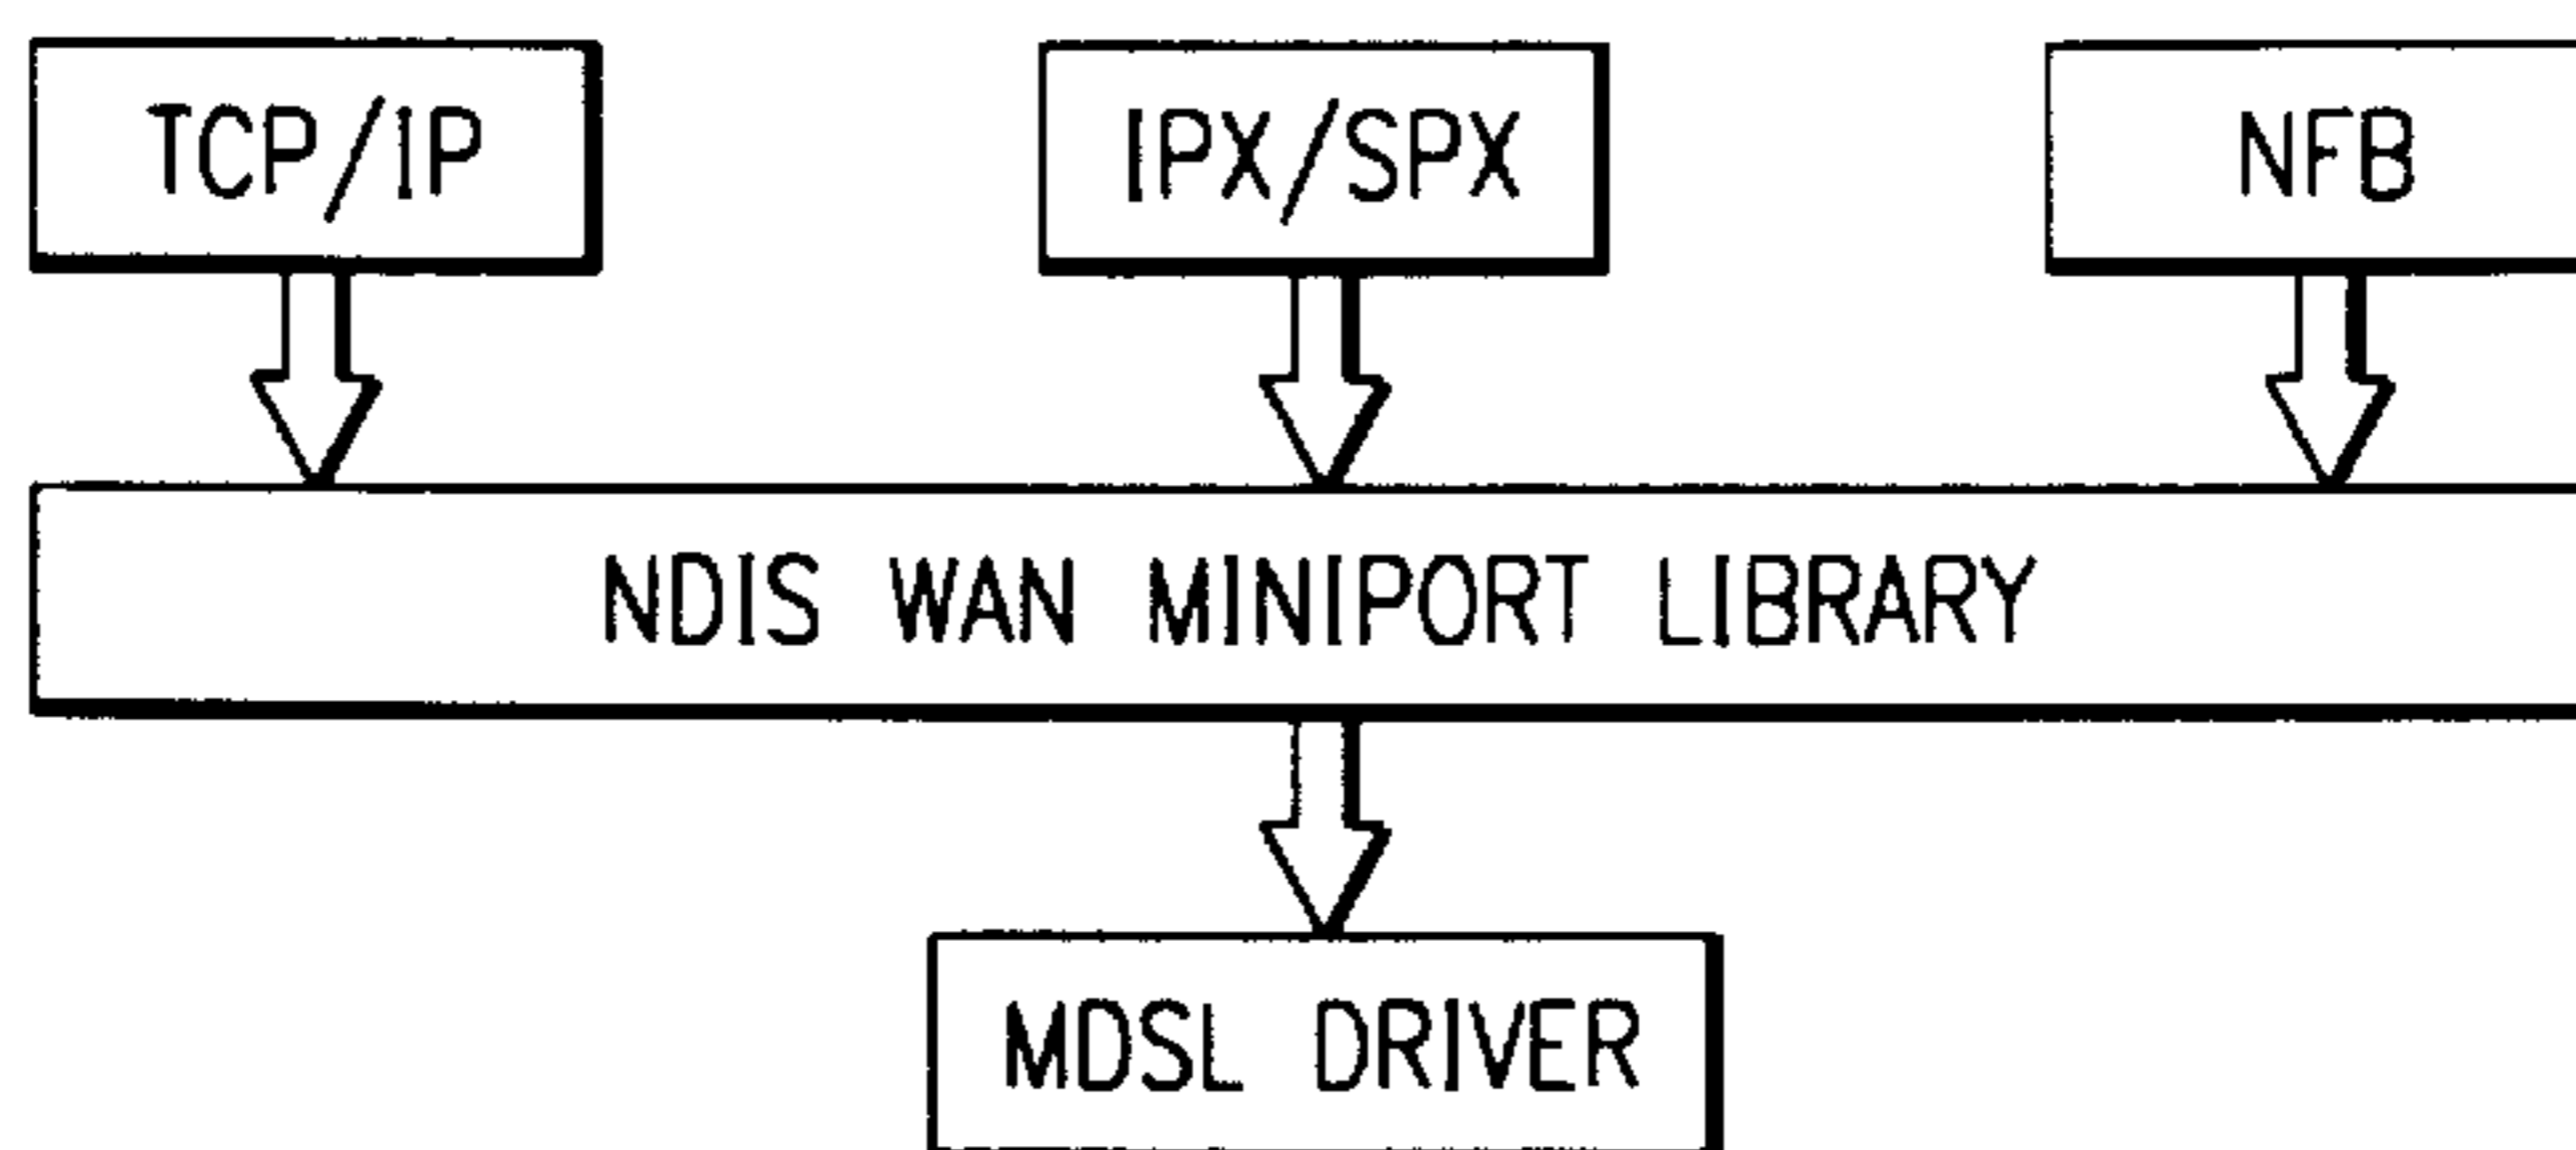 TCP/IP
IPX/SPX
NFB
NDIS WAN MINIPORT LIBRARY
MDSL DRIVER